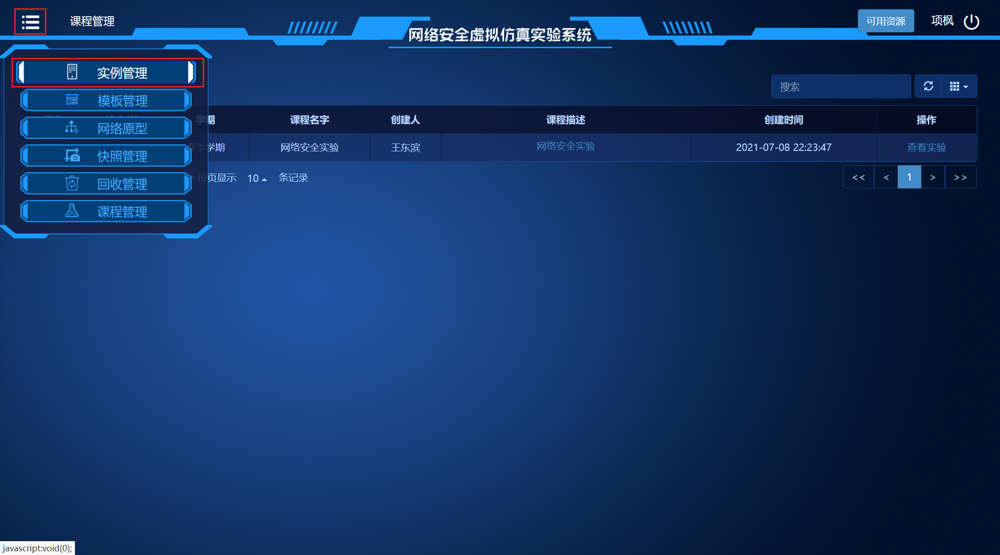 课程管理
网络安全虚拟仿真实验系统
可用资源 项枫
实例管理
模板管理
网络原型
快照管理
回收管理
课程管理
搜索
学期 课程名字 创建人 课程描述 创建时间 操作
春季学期 网络安全实验 王东滨 网络安全实验 2021-07-08 22:23:47 查看实验
每页显示 10 条记录
<< < 1 > >>
javascript:void(0);